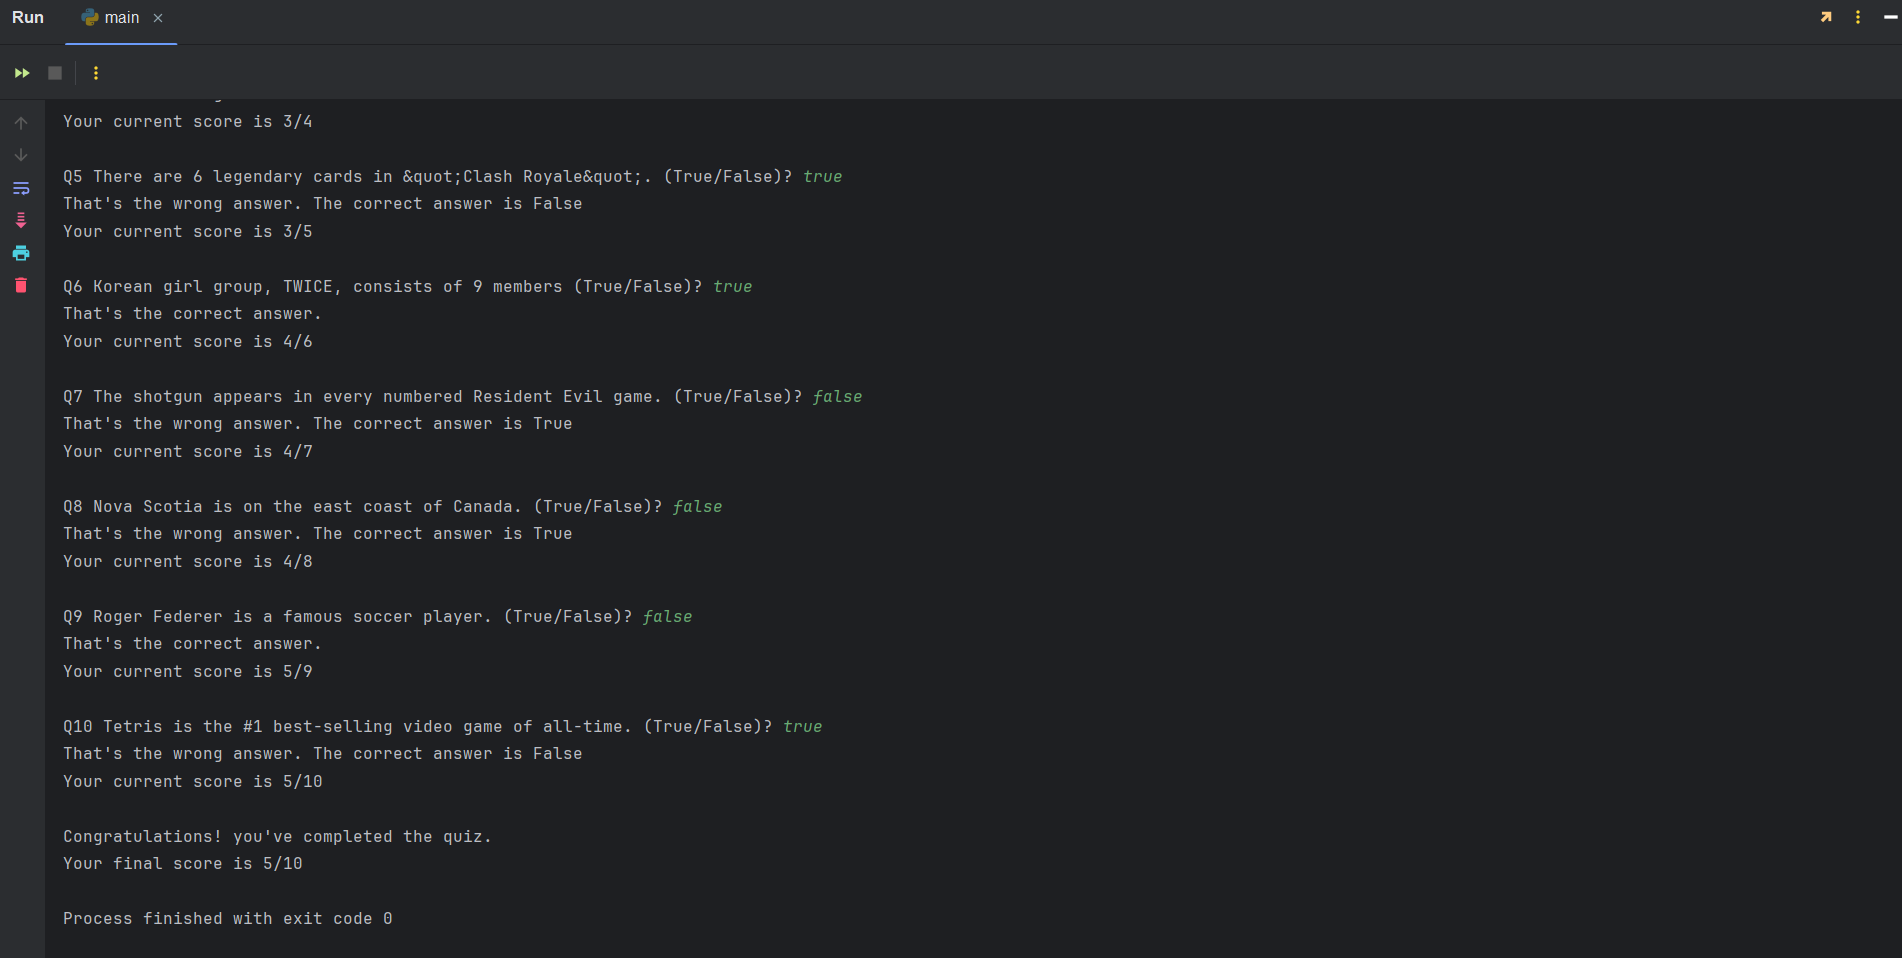 Run main
Your current score is 3/4
Q5 There are 6 legendary cards in &quot;Clash Royale&quot;. (True/False)? true
That's the wrong answer. The correct answer is False
Your current score is 3/5
Q6 Korean girl group, TWICE, consists of 9 members (True/False)? true
That's the correct answer.
Your current score is 4/6
Q7 The shotgun appears in every numbered Resident Evil game. (True/False)? false
That's the wrong answer. The correct answer is True
Your current score is 4/7
Q8 Nova Scotia is on the east coast of Canada. (True/False)? false
That's the wrong answer. The correct answer is True
Your current score is 4/8
Q9 Roger Federer is a famous soccer player. (True/False)? false
That's the correct answer.
Your current score is 5/9
Q10 Tetris is the #1 best-selling video game of all-time. (True/False)? true
That's the wrong answer. The correct answer is False
Your current score is 5/10
Congratulations! you've completed the quiz.
Your final score is 5/10
Process finished with exit code 0